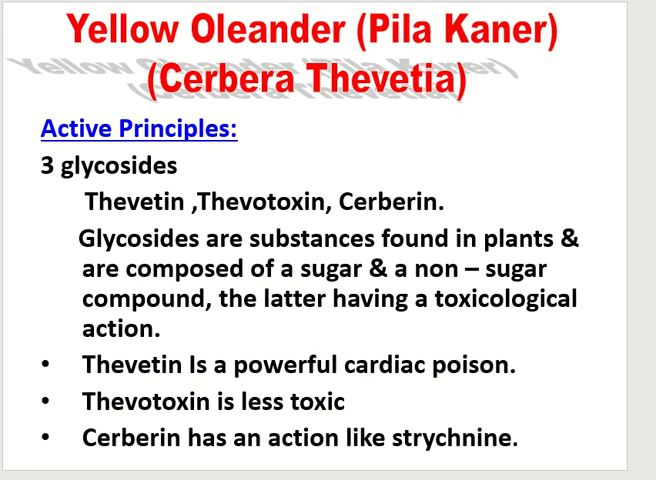 Yellow Oleander (Pila Kaner)
(Cerbera Thevetia)
Active Principles:
3 glycosides
Thevetin ,Thevotoxin, Cerberin.
Glycosides are substances found in plants &
are composed of a sugar & a non – sugar
compound, the latter having a toxicological
action.
• Thevetin Is a powerful cardiac poison.
• Thevotoxin is less toxic
• Cerberin has an action like strychnine.